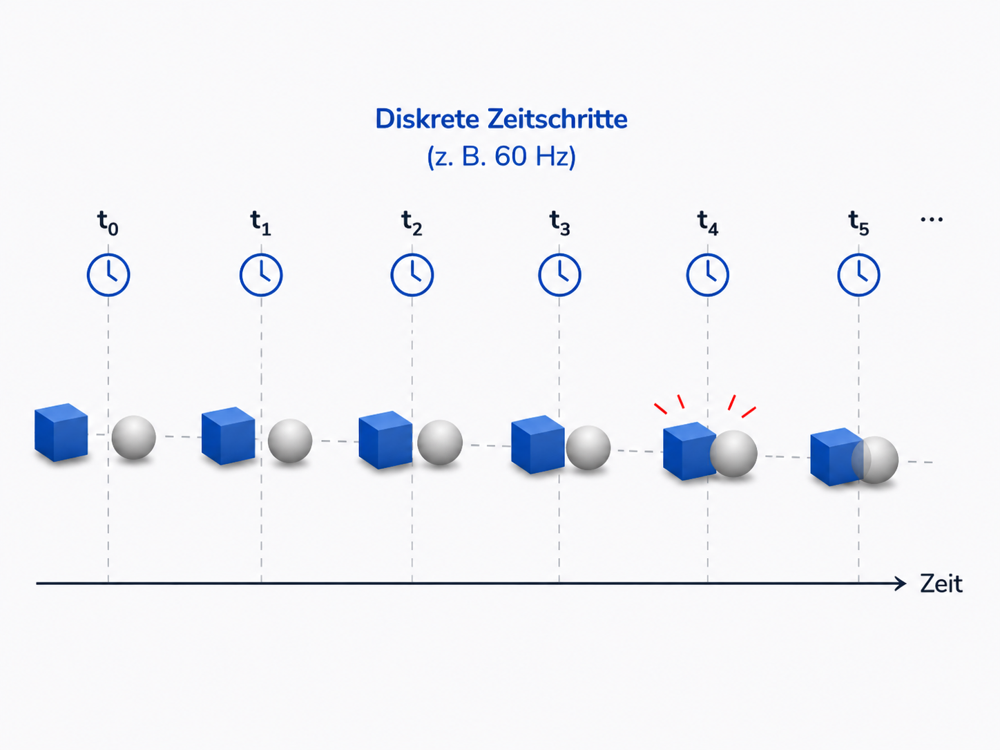 Diskrete Zeitschritte
(z. B. 60 Hz)
t₀ t₁ t₂ t₃ t₄ t₅ ...
Zeit